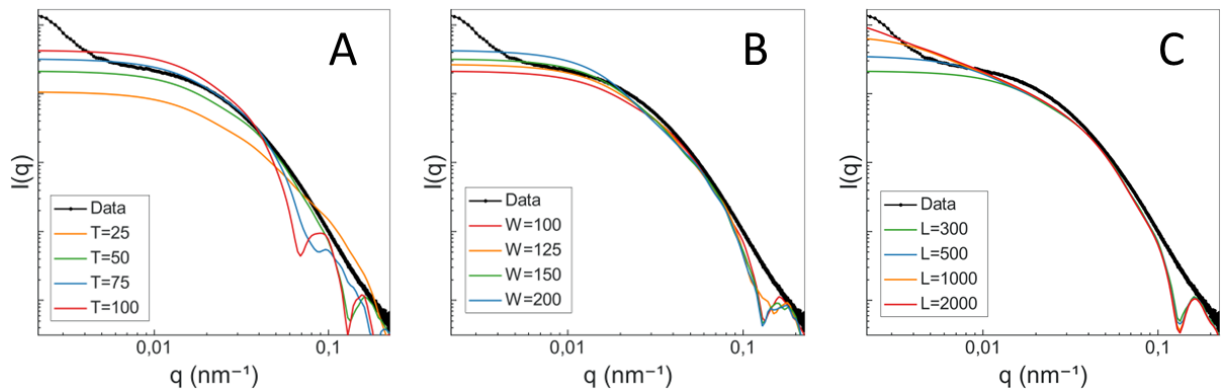 A
I(q)
Data
T=25
T=50
T=75
T=100
0,01
0,1
q (nm⁻¹)
B
I(q)
Data
W=100
W=125
W=150
W=200
0,01
0,1
q (nm⁻¹)
C
I(q)
Data
L=300
L=500
L=1000
L=2000
0,01
0,1
q (nm⁻¹)